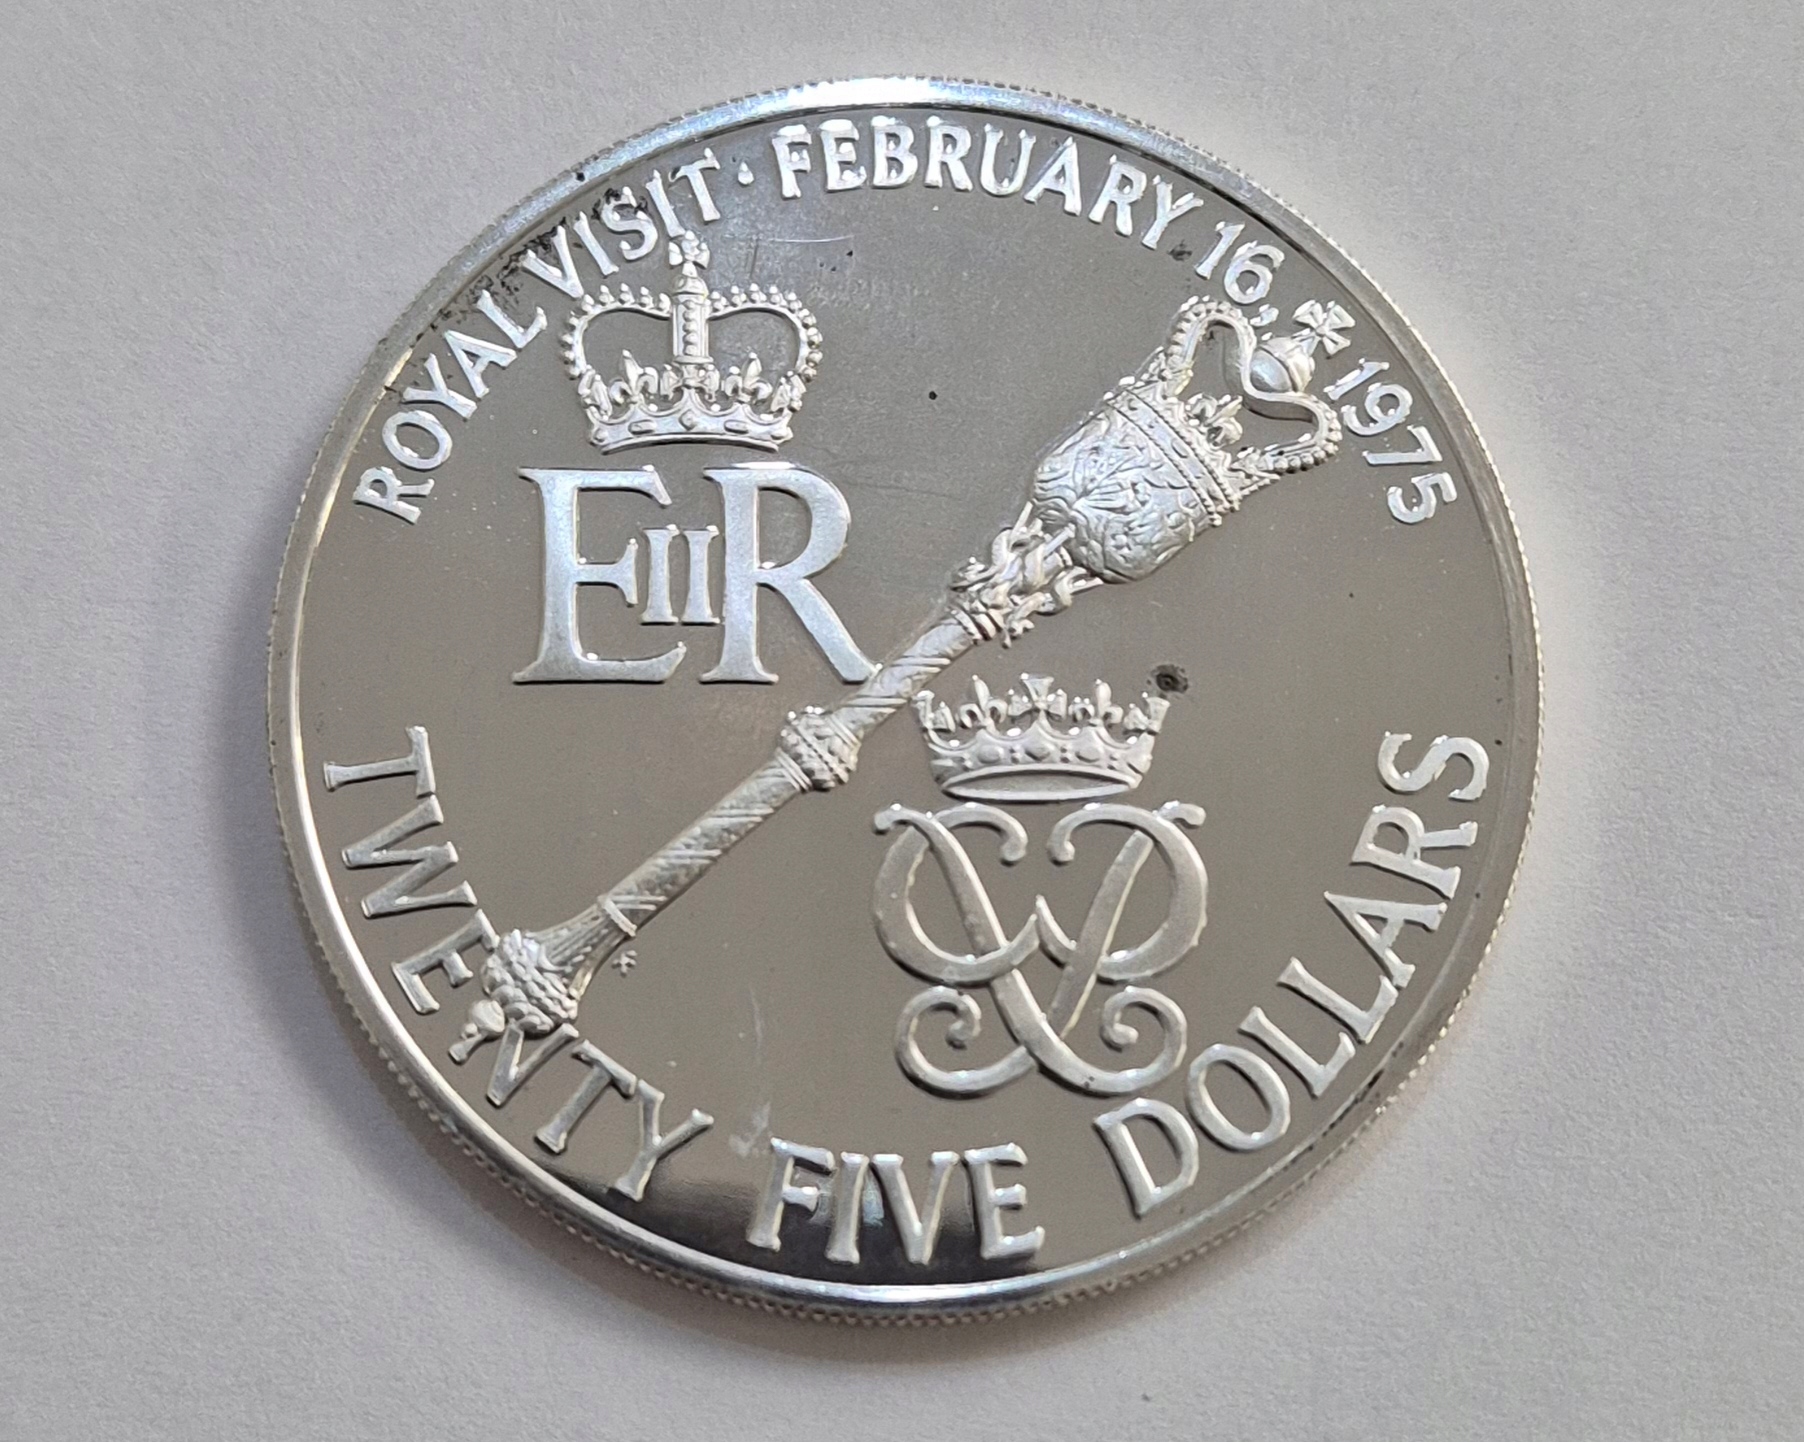 ROYAL VISIT · FEBRUARY 16, 1975
EIIR
TWENTY FIVE DOLLARS